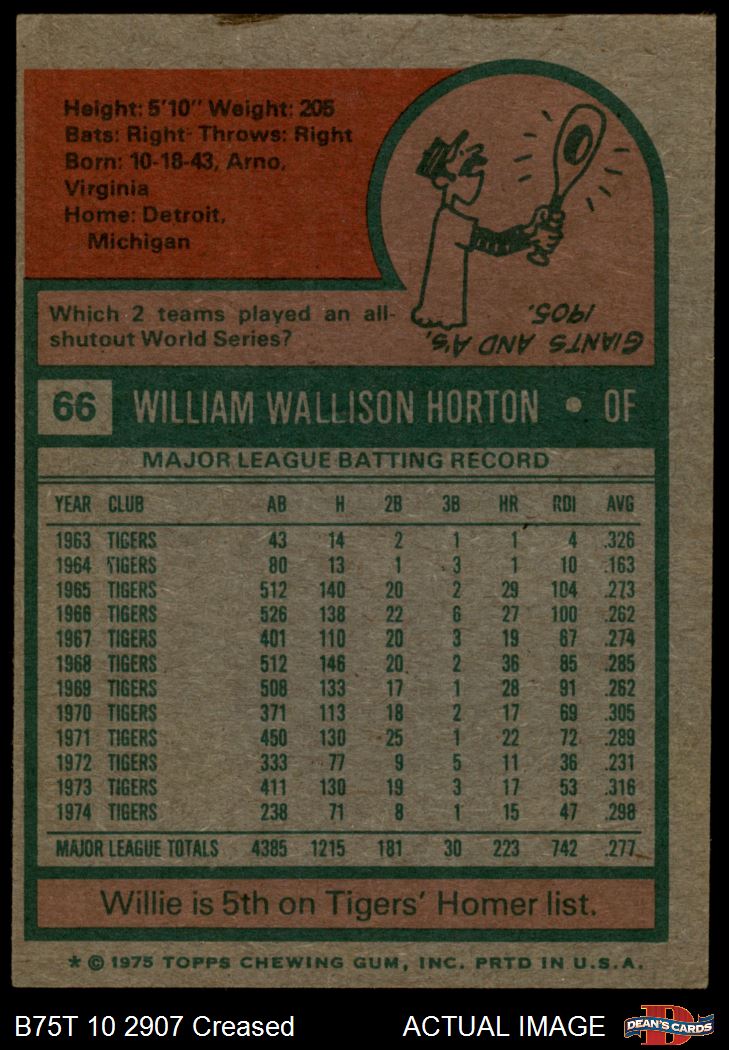 Height: 5'10" Weight: 205
Bats: Right Throws: Right
Born: 10-18-43, Arno,
Virginia
Home: Detroit,
Michigan
Which 2 teams played an all-
shutout World Series?
GIANTS AND A'S,
1905.
66 WILLIAM WALLISON HORTON • OF
MAJOR LEAGUE BATTING RECORD
YEAR CLUB AB H 2B 3B HR RBI AVG
1963 TIGERS 43 14 2 1 1 4 .326
1964 TIGERS 80 13 1 3 1 10 .163
1965 TIGERS 512 140 20 2 29 104 .273
1966 TIGERS 526 138 22 6 27 100 .262
1967 TIGERS 401 110 20 3 19 67 .274
1968 TIGERS 512 146 20 2 36 85 .285
1969 TIGERS 508 133 17 1 28 91 .262
1970 TIGERS 371 113 18 2 17 69 .305
1971 TIGERS 450 130 25 1 22 72 .289
1972 TIGERS 333 77 9 5 11 36 .231
1973 TIGERS 411 130 19 3 17 53 .316
1974 TIGERS 238 71 8 1 15 47 .298
MAJOR LEAGUE TOTALS 4385 1215 181 30 223 742 .277
Willie is 5th on Tigers' Homer list.
* © 1975 TOPPS CHEWING GUM, INC. PRTD IN U.S.A.
B75T 10 2907 Creased ACTUAL IMAGE DEAN'S CARDS